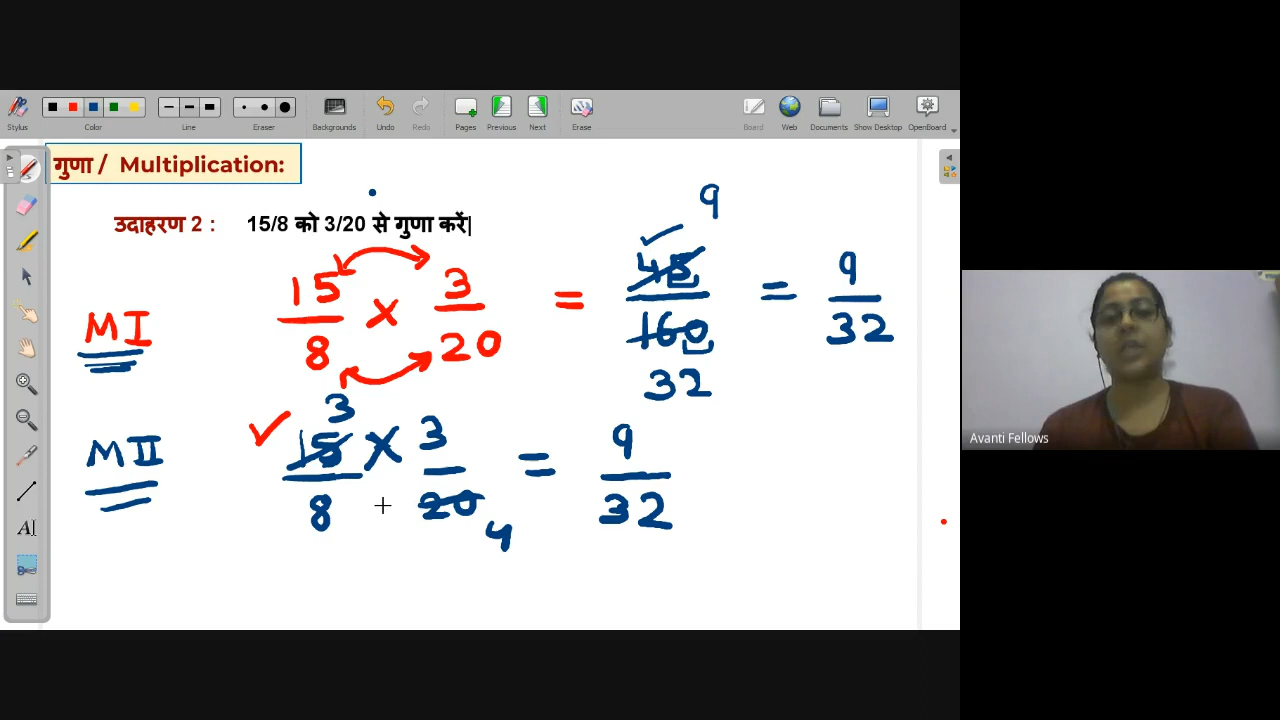 Stylus Color Line Eraser Backgrounds Undo Redo Pages Previous Next Erase Board Web Documents Show Desktop OpenBoard
गुणा / Multiplication:
उदाहरण 2 : 15/8 को 3/20 से गुणा करें|
MI 15/8 × 3/20 = 45/160 = 9/32
9
32
MII 15/8 × 3/20 = 9/32
3
4
Avanti Fellows